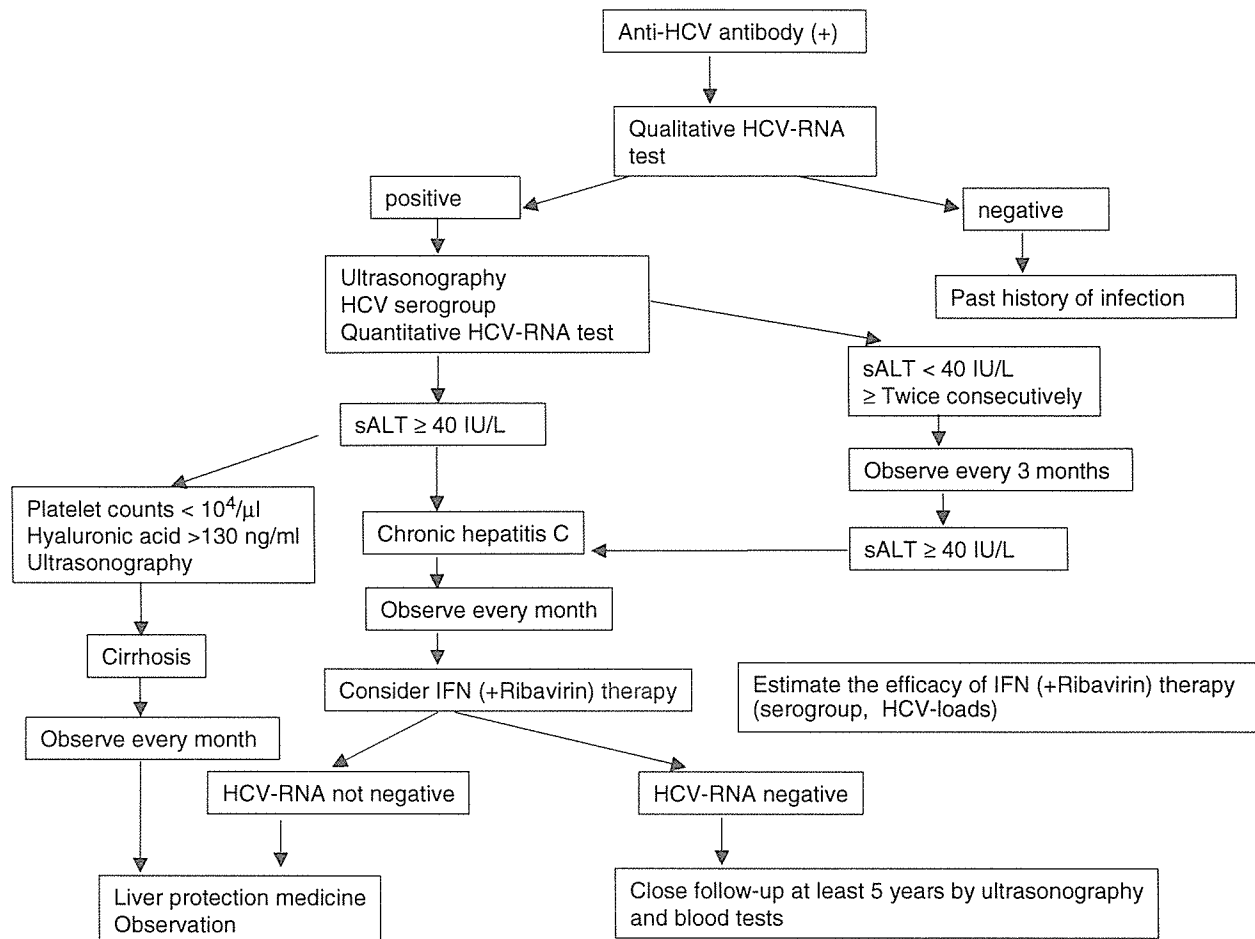 Anti-HCV antibody (+)
Qualitative HCV-RNA
test
positive
negative
Ultrasonography
HCV serogroup
Quantitative HCV-RNA test
Past history of infection
sALT < 40 IU/L
≥ Twice consecutively
sALT ≥ 40 IU/L
Observe every 3 months
Platelet counts < 10⁴/μl
Hyaluronic acid >130 ng/ml
Ultrasonography
Chronic hepatitis C
sALT ≥ 40 IU/L
Observe every month
Cirrhosis
Consider IFN (+Ribavirin) therapy
Estimate the efficacy of IFN (+Ribavirin) therapy
(serogroup, HCV-loads)
Observe every month
HCV-RNA not negative
HCV-RNA negative
Liver protection medicine
Observation
Close follow-up at least 5 years by ultrasonography
and blood tests